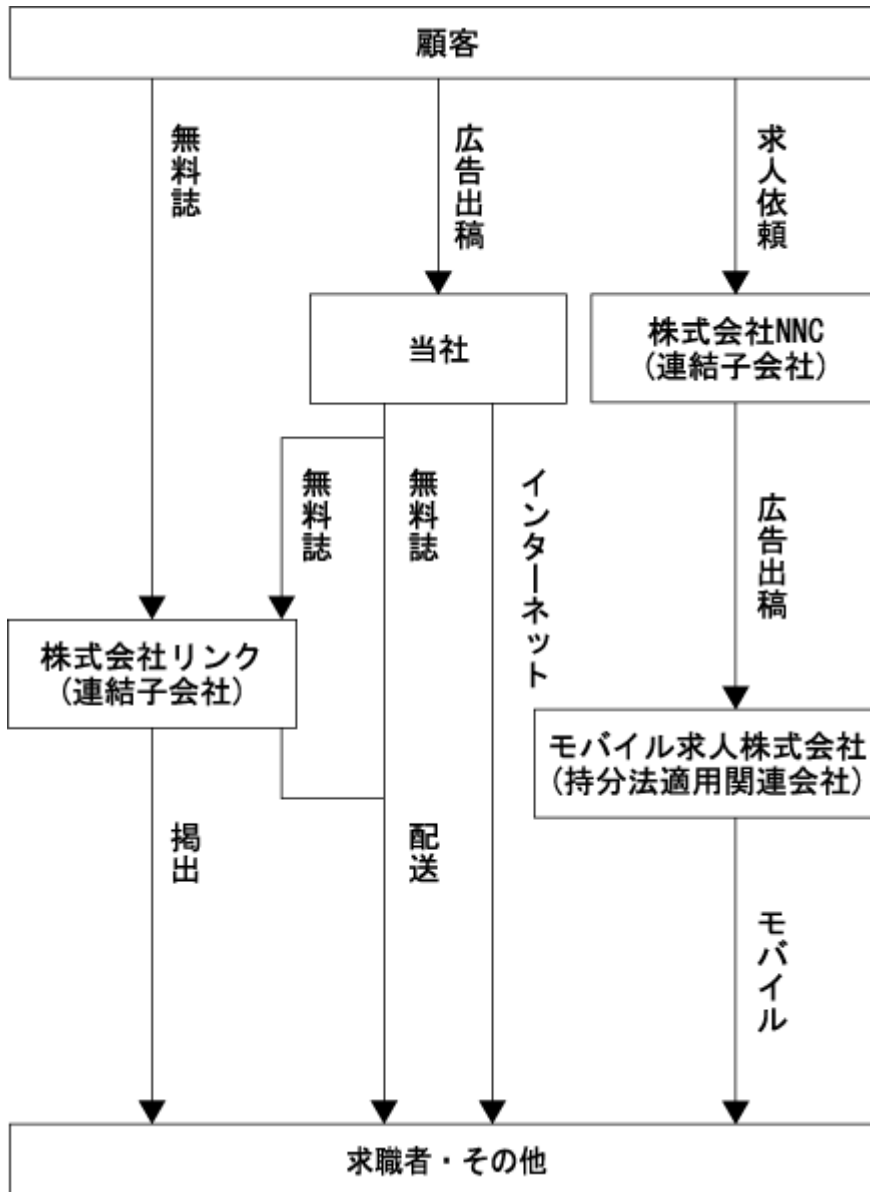 顧客
無料誌
広告出稿
求人依頼
当社
株式会社NNC
(連結子会社)
無料誌
無料誌
インターネット
広告出稿
株式会社リンク
(連結子会社)
モバイル求人株式会社
(持分法適用関連会社)
掲出
配送
モバイル
求職者・その他